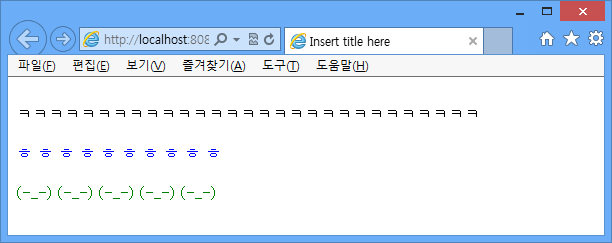 http://localhost:808
Insert title here
파일(F) 편집(E) 보기(V) 즐겨찾기(A) 도구(T) 도움말(H)
ㅋ ㅋ ㅋ ㅋ ㅋ ㅋ ㅋ ㅋ ㅋ ㅋ ㅋ ㅋ ㅋ ㅋ ㅋ ㅋ ㅋ ㅋ ㅋ ㅋ ㅋ ㅋ ㅋ
ㅎ ㅎ ㅎ ㅎ ㅎ ㅎ ㅎ ㅎ ㅎ ㅎ
(-_-) (-_-) (-_-) (-_-) (-_-)